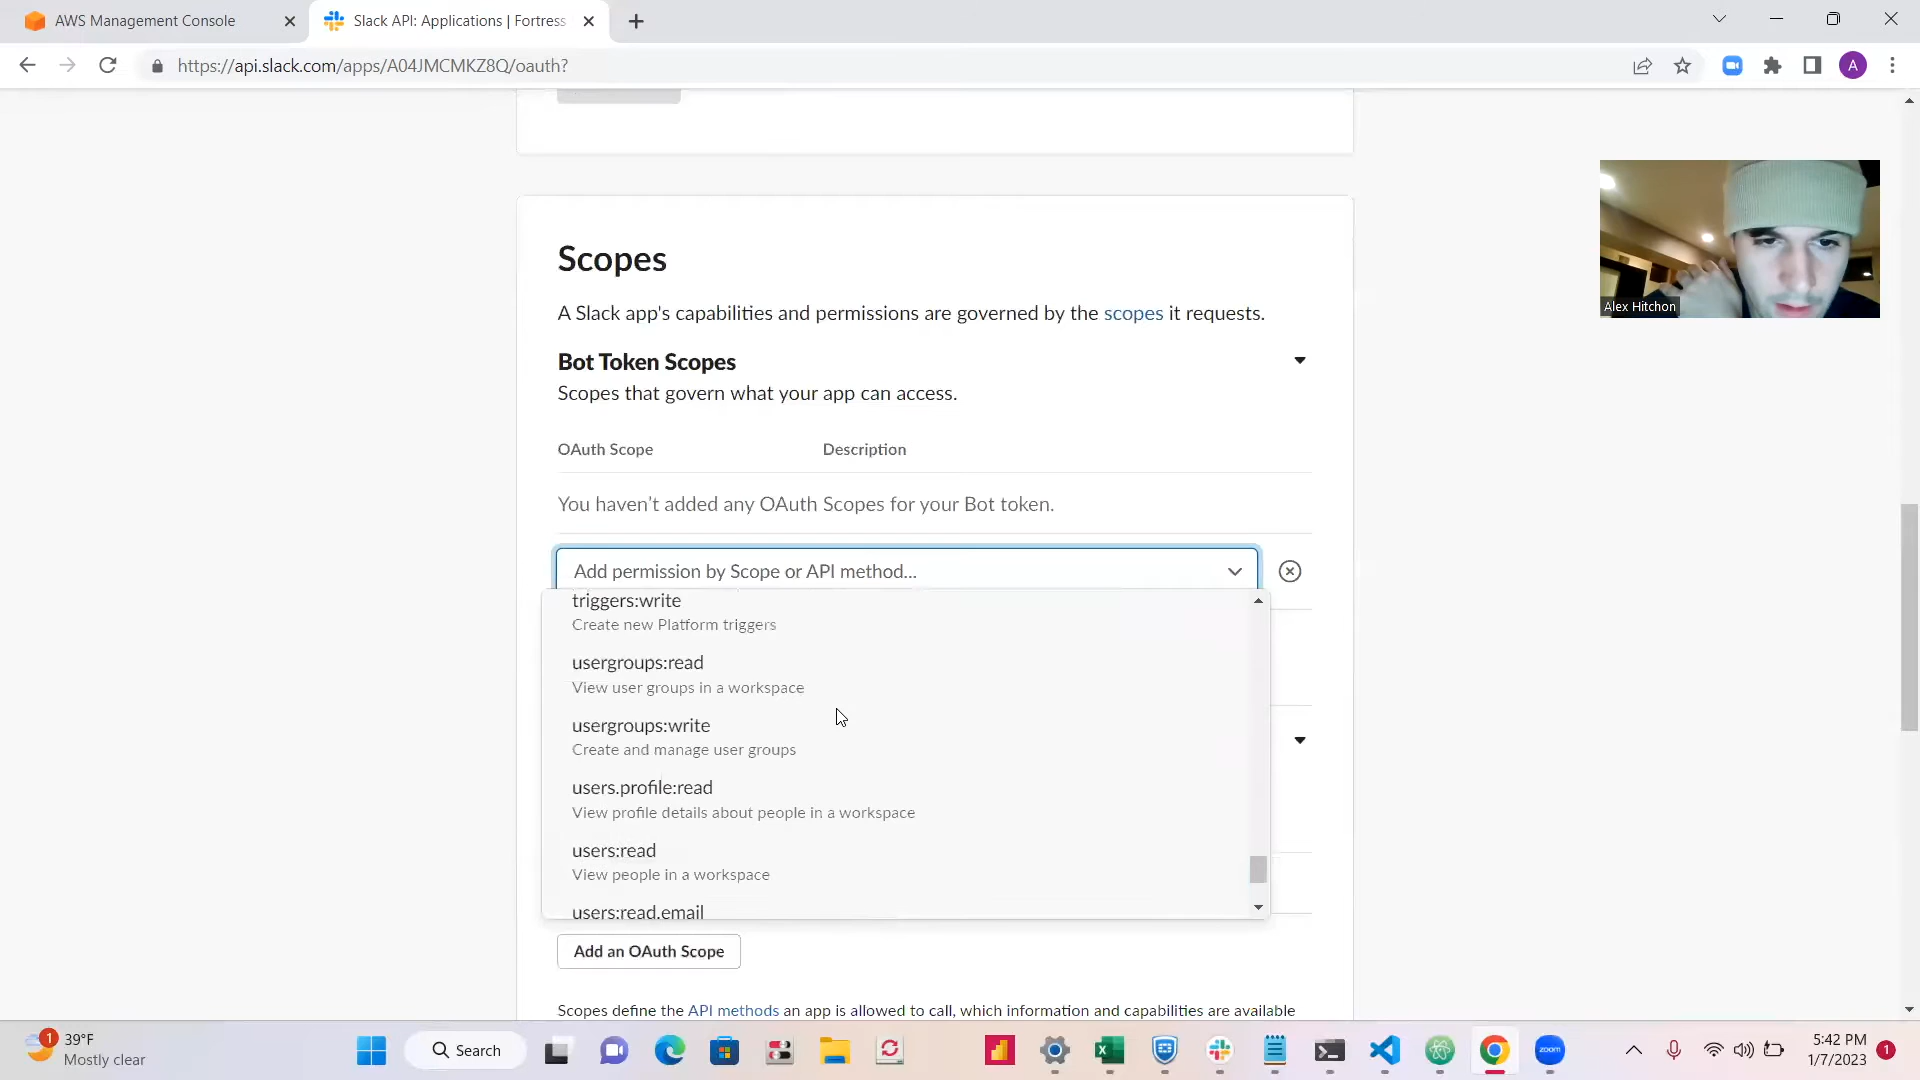 AWS Management Console
Slack API: Applications | Fortress
https://api.slack.com/apps/A04JMCMKZ8Q/oauth?
A
Scopes
A Slack app's capabilities and permissions are governed by the scopes it requests.
Bot Token Scopes
Scopes that govern what your app can access.
OAuth Scope Description
You haven't added any OAuth Scopes for your Bot token.
Add permission by Scope or API method...
triggers:write
Create new Platform triggers
usergroups:read
View user groups in a workspace
usergroups:write
Create and manage user groups
users.profile:read
View profile details about people in a workspace
users:read
View people in a workspace
users:read.email
Add an OAuth Scope
Scopes define the API methods an app is allowed to call, which information and capabilities are available
Alex Hitchon
1
39°F
Mostly clear
Search
zoom
5:42 PM
1/7/2023
1